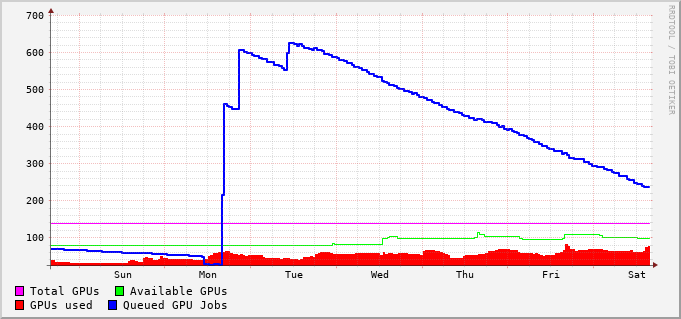 700
600
500
400
300
200
100
Sun Mon Tue Wed Thu Fri Sat
Total GPUs Available GPUs
GPUs used Queued GPU Jobs
RRDTOOL / TOBI OETIKER